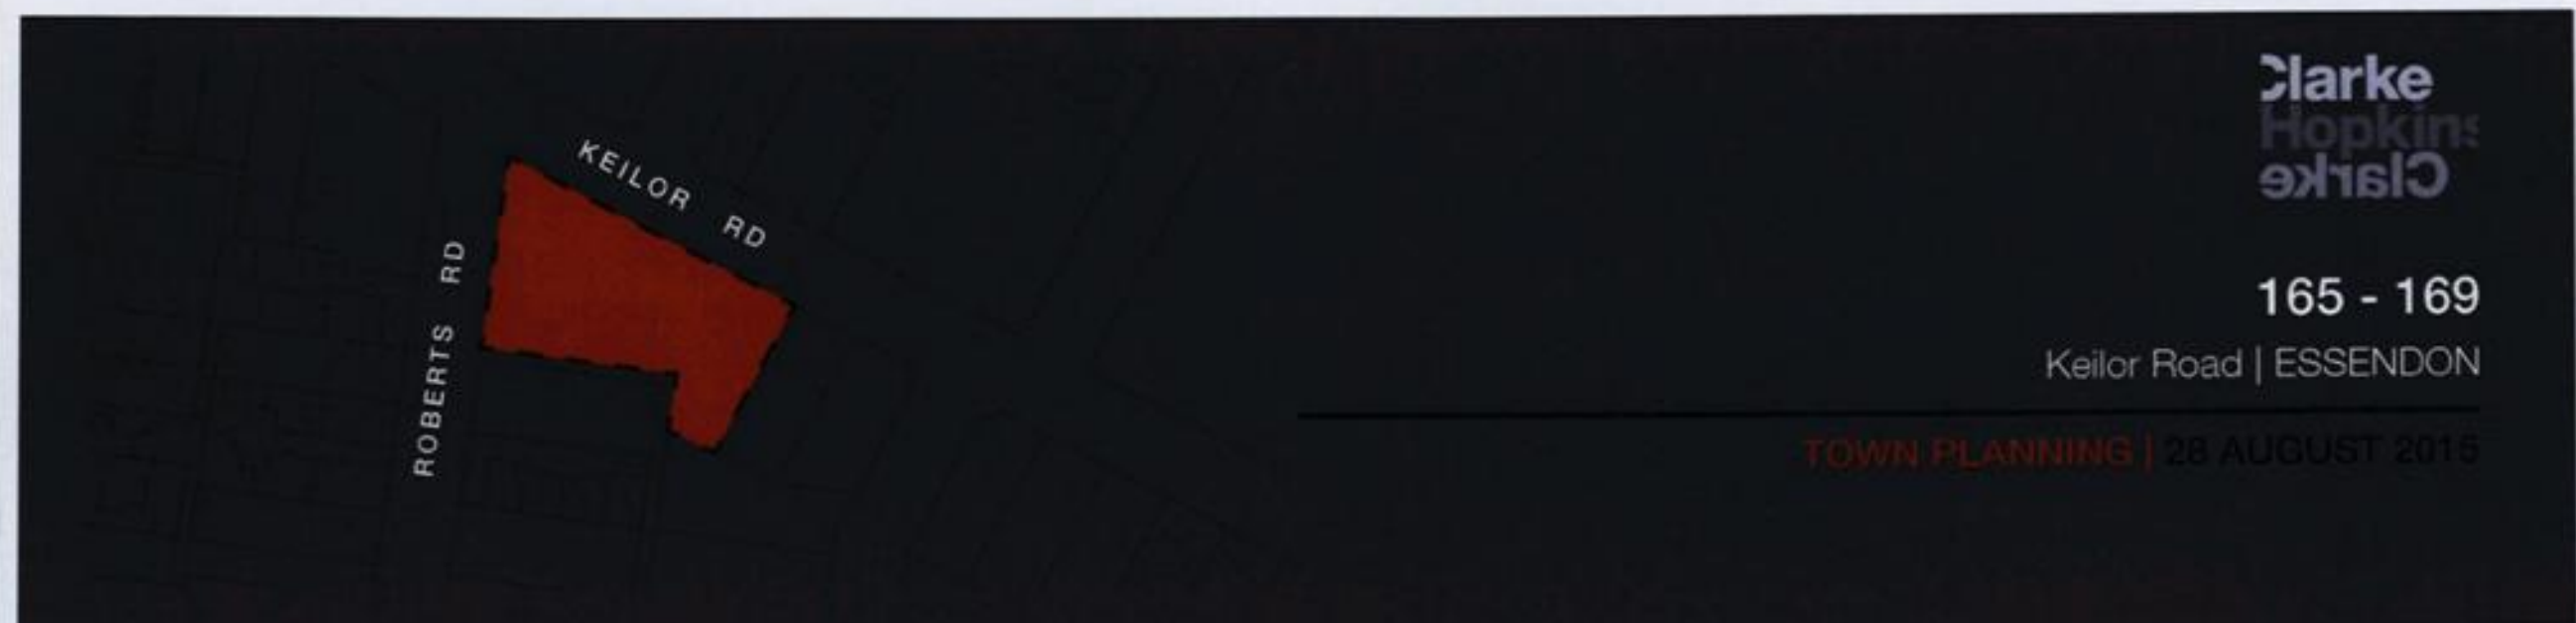 KEILOR RD
ROBERTS RD
Clarke
Hopkins
Clarke
165 - 169
Keilor Road | ESSENDON
TOWN PLANNING | 28 AUGUST 2015